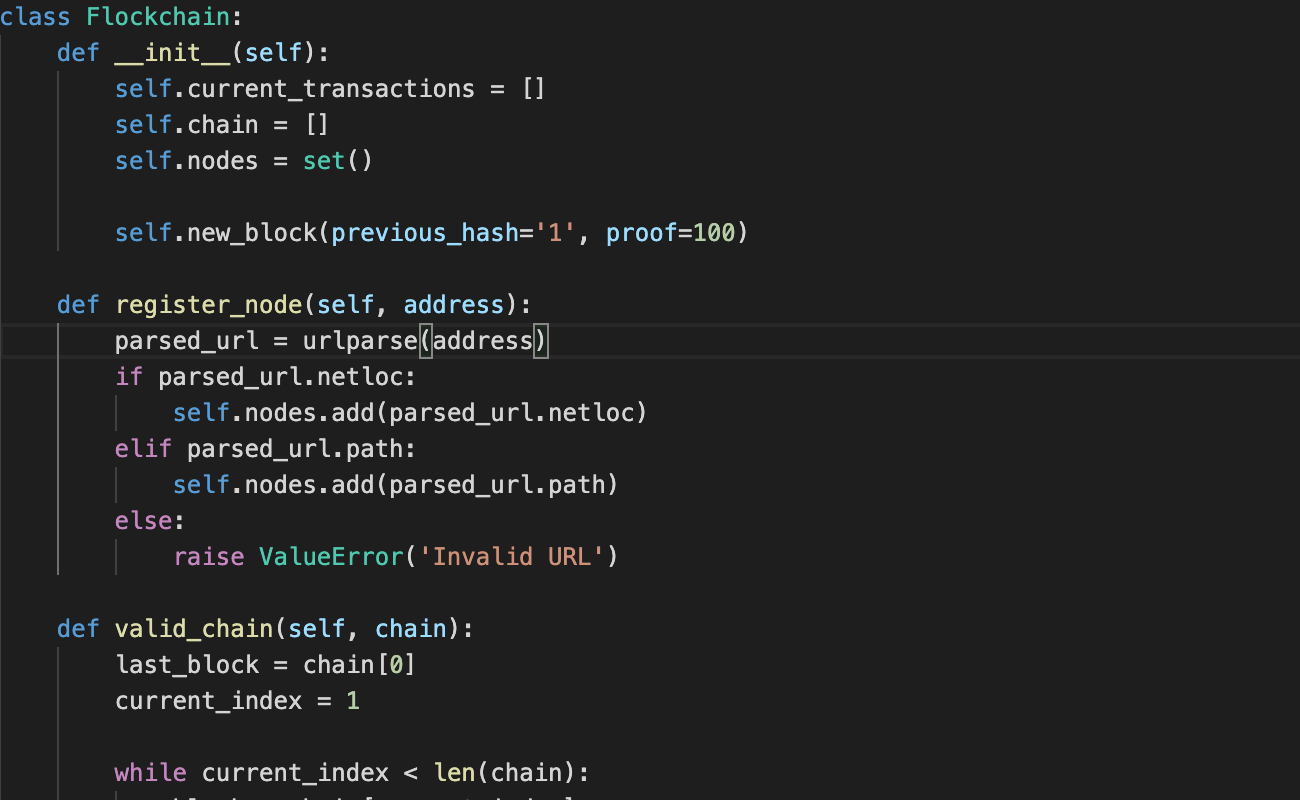 class Flockchain:
    def __init__(self):
        self.current_transactions = []
        self.chain = []
        self.nodes = set()

        self.new_block(previous_hash='1', proof=100)

    def register_node(self, address):
        parsed_url = urlparse(address)
        if parsed_url.netloc:
            self.nodes.add(parsed_url.netloc)
        elif parsed_url.path:
            self.nodes.add(parsed_url.path)
        else:
            raise ValueError('Invalid URL')

    def valid_chain(self, chain):
        last_block = chain[0]
        current_index = 1

        while current_index < len(chain):